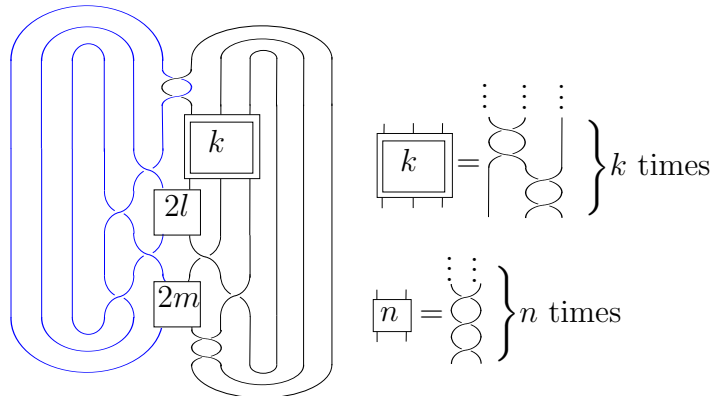 k
2l
2m
k = } k times
n = } n times